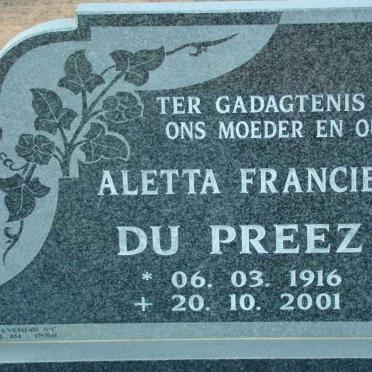 TER GADAGTENIS
ONS MOEDER EN
ALETTA FRANCIE
DU PREEZ
* 06. 03. 1916
+ 20. 10. 2001